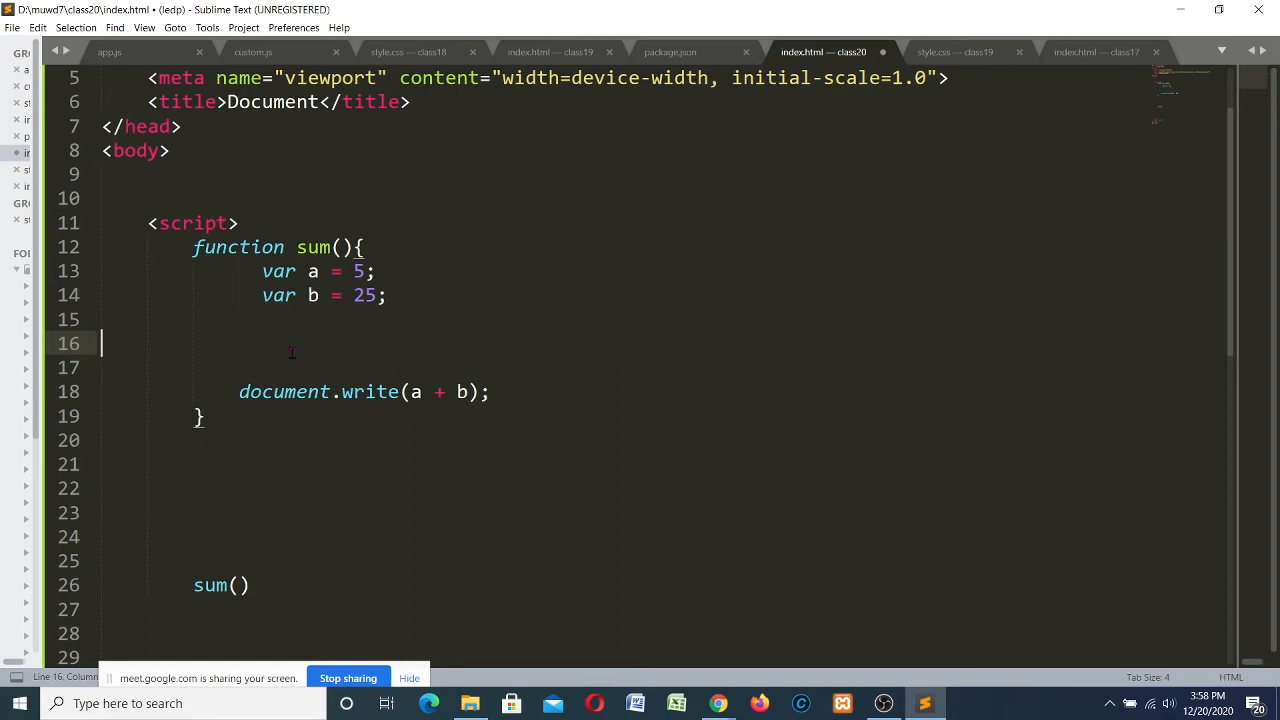 D:\muwd7\index.html • (ledp) - Sublime Text (UNREGISTERED)
File Edit Selection Find View Goto Tools Project Preferences Help
app.js custom.js style.css — class18 index.html — class19 package.json index.html — class20 style.css — class19 index.html — class17
5 <meta name="viewport" content="width=device-width, initial-scale=1.0">
6 <title>Document</title>
7 </head>
8 <body>
9
10
11 <script>
12 function sum(){
13 var a = 5;
14 var b = 25;
15
16
17
18 document.write(a + b);
19 }
20
21
22
23
24
25
26 sum()
27
28
29
meet.google.com is sharing your screen. Stop sharing Hide
Line 16, Column Tab Size: 4 HTML
Type here to search
3:58 PM
12/20/2020
20